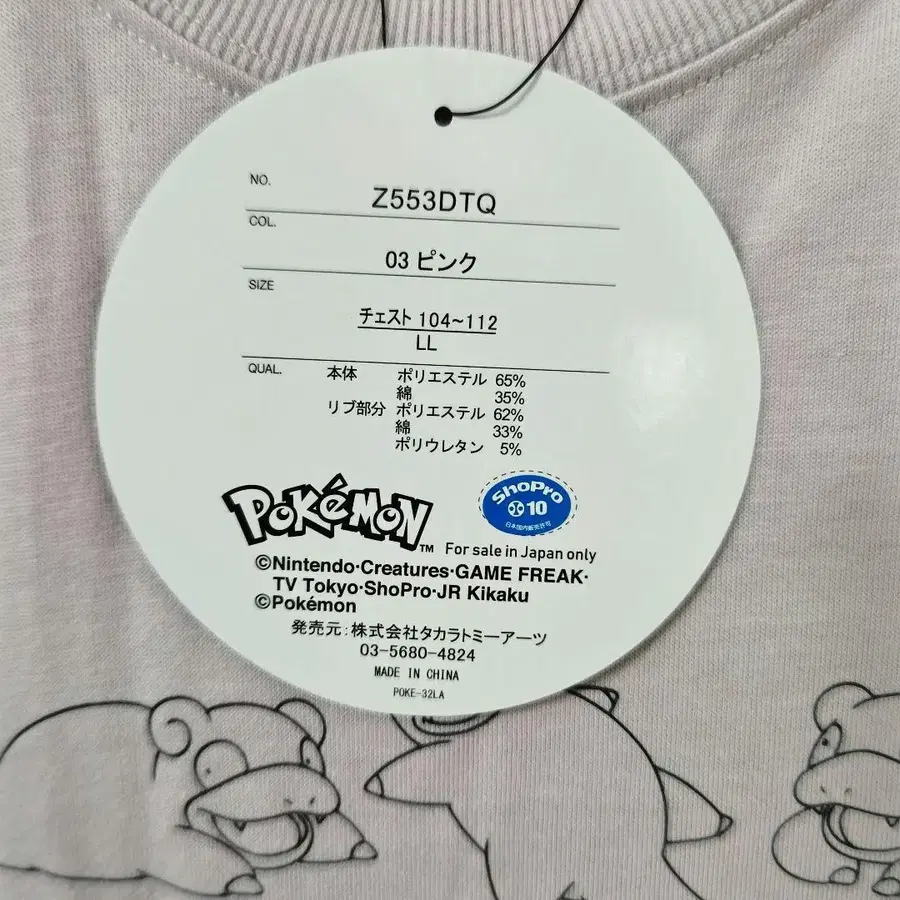 NO.
Z553DTQ
COL.
03 ピンク
SIZE
チェスト 104~112
LL
QUAL.
本体 ポリエステル 65%
綿 35%
リブ部分 ポリエステル 62%
綿 33%
ポリウレタン 5%
ShoPro
10
日本国内販売許可
POKéMON™ For sale in Japan only
©Nintendo·Creatures·GAME FREAK·
TV Tokyo·ShoPro·JR Kikaku
©Pokémon
発売元:株式会社タカラトミーアーツ
03-5680-4824
MADE IN CHINA
POKE-32LA